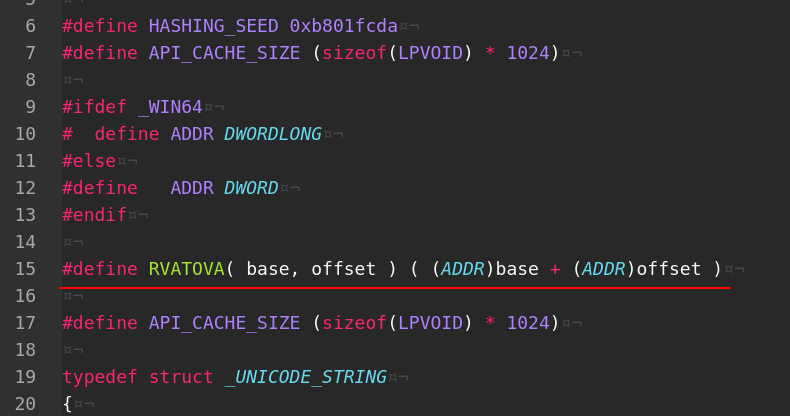 5
6 #define HASHING_SEED 0xb801fcda¤¬
7 #define API_CACHE_SIZE (sizeof(LPVOID) * 1024)¤¬
8 ¤¬
9 #ifdef _WIN64¤¬
10 #  define ADDR DWORDLONG¤¬
11 #else¤¬
12 #define   ADDR DWORD¤¬
13 #endif¤¬
14 ¤¬
15 #define RVATOVA( base, offset ) ( (ADDR)base + (ADDR)offset )¤¬
16 ¤¬
17 #define API_CACHE_SIZE (sizeof(LPVOID) * 1024)¤¬
18 ¤¬
19 typedef struct _UNICODE_STRING¤¬
20 {¤¬